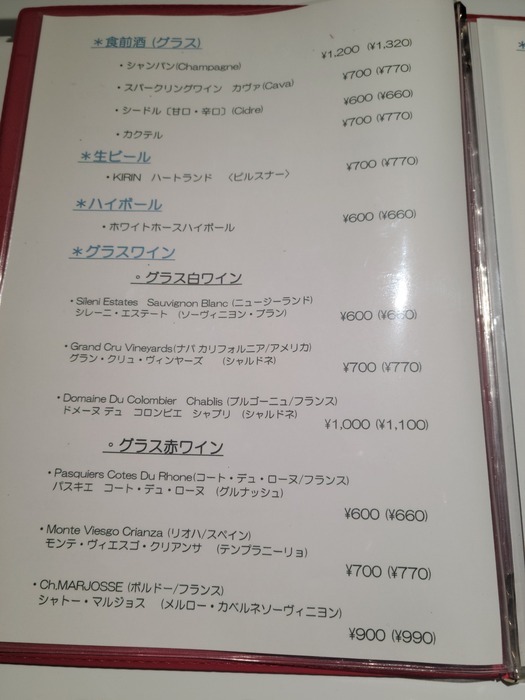 ＊食前酒 (グラス)
・シャンパン(Champagne) ¥1,200 (¥1,320)
・スパークリングワイン カヴァ(Cava) ¥700 (¥770)
・シードル〔甘口・辛口〕(Cidre) ¥600 (¥660)
・カクテル ¥700 (¥770)
＊生ビール
・KIRIN ハートランド 〈ピルスナー〉 ¥700 (¥770)
＊ハイボール
・ホワイトホースハイボール ¥600 (¥660)
＊グラスワイン
。グラス白ワイン
・Sileni Estates Sauvignon Blanc (ニュージーランド)
シレーニ・エステート (ソーヴィニヨン・ブラン) ¥600 (¥660)
・Grand Cru Vineyards(ナパ カリフォルニア/アメリカ)
グラン・クリュ・ヴィンヤーズ (シャルドネ) ¥700 (¥770)
・Domaine Du Colombier Chablis (ブルゴーニュ/フランス)
ドメーヌ デュ コロンビエ シャブリ (シャルドネ) ¥1,000 (¥1,100)
。グラス赤ワイン
・Pasquiers Cotes Du Rhone(コート・デュ・ローヌ/フランス)
パスキエ コート・デュ・ローヌ (グルナッシュ)
¥600 (¥660)
・Monte Viesgo Crianza (リオハ/スペイン)
モンテ・ヴィエスゴ・クリアンサ (テンプラニーリョ)
¥700 (¥770)
・Ch.MARJOSSE (ボルドー/フランス)
シャトー・マルジョス (メルロー・カベルネソーヴィニヨン)
¥900 (¥990)